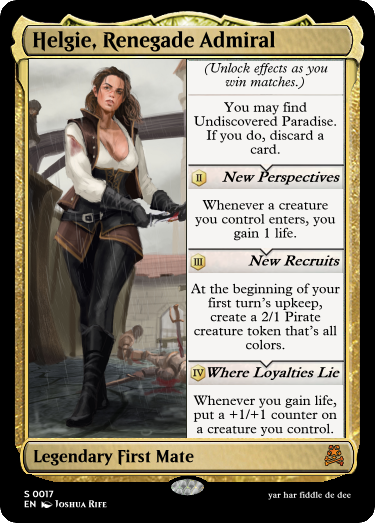 Helgie, Renegade Admiral
(Unlock effects as you
win matches.)
You may find
Undiscovered Paradise.
If you do, discard a
card.
II New Perspectives
Whenever a creature
you control enters, you
gain 1 life.
III New Recruits
At the beginning of your
first turn's upkeep,
create a 2/1 Pirate
creature token that's all
colors.
IV Where Loyalties Lie
Whenever you gain life,
put a +1/+1 counter on
a creature you control.
Legendary First Mate
S 0017
EN Joshua Rife
yar har fiddle de dee